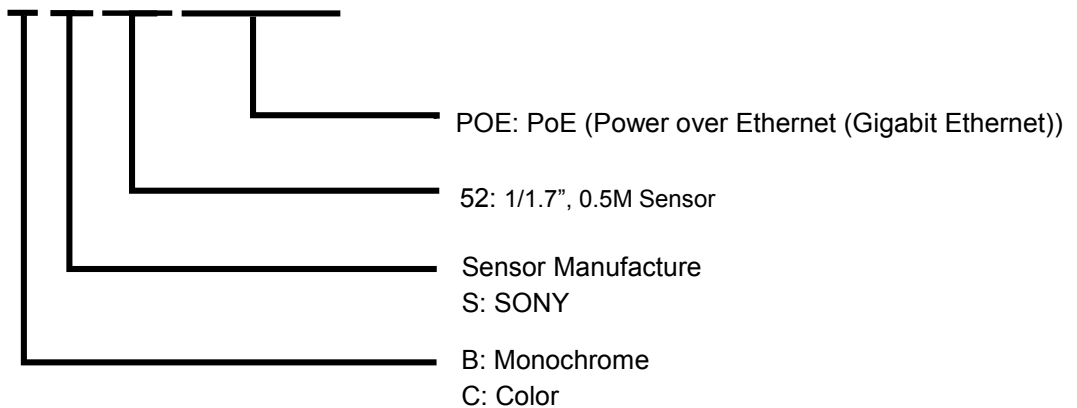 POE: PoE (Power over Ethernet (Gigabit Ethernet))
52: 1/1.7”, 0.5M Sensor
Sensor Manufacture
S: SONY
B: Monochrome
C: Color